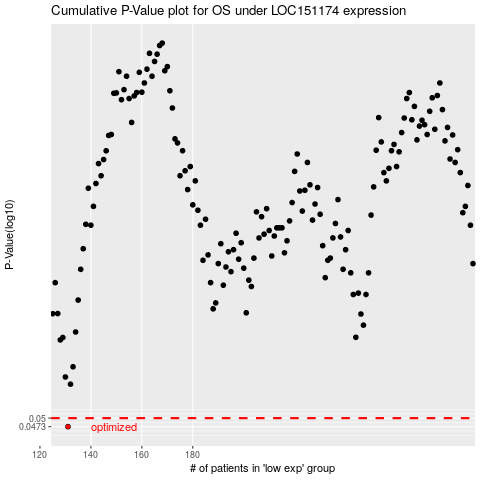 Cumulative P-Value plot for OS under LOC151174 expression
P-Value(log10)
0.05
0.0473
optimized
120 140 160 180
# of patients in 'low exp' group